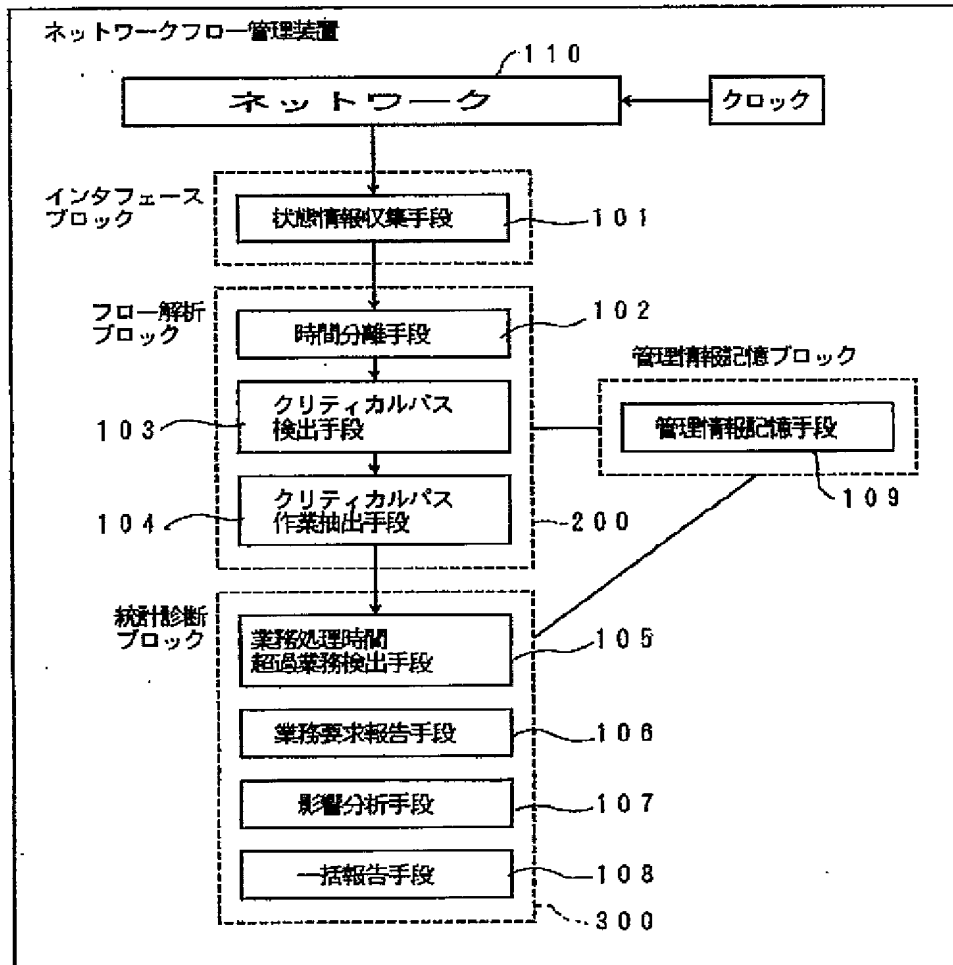 ネットワークフロー管理装置
110
ネットワーク
クロック
インタフェース
ブロック
状態情報収集手段
101
フロー解析
ブロック
時間分離手段
102
管理情報記憶ブロック
クリティカルパス
検出手段
103
管理情報記憶手段
109
クリティカルパス
作業抽出手段
104
200
統計診断
ブロック
業務処理時間
超過業務検出手段
105
業務要求報告手段
106
影響分析手段
107
一括報告手段
108
300